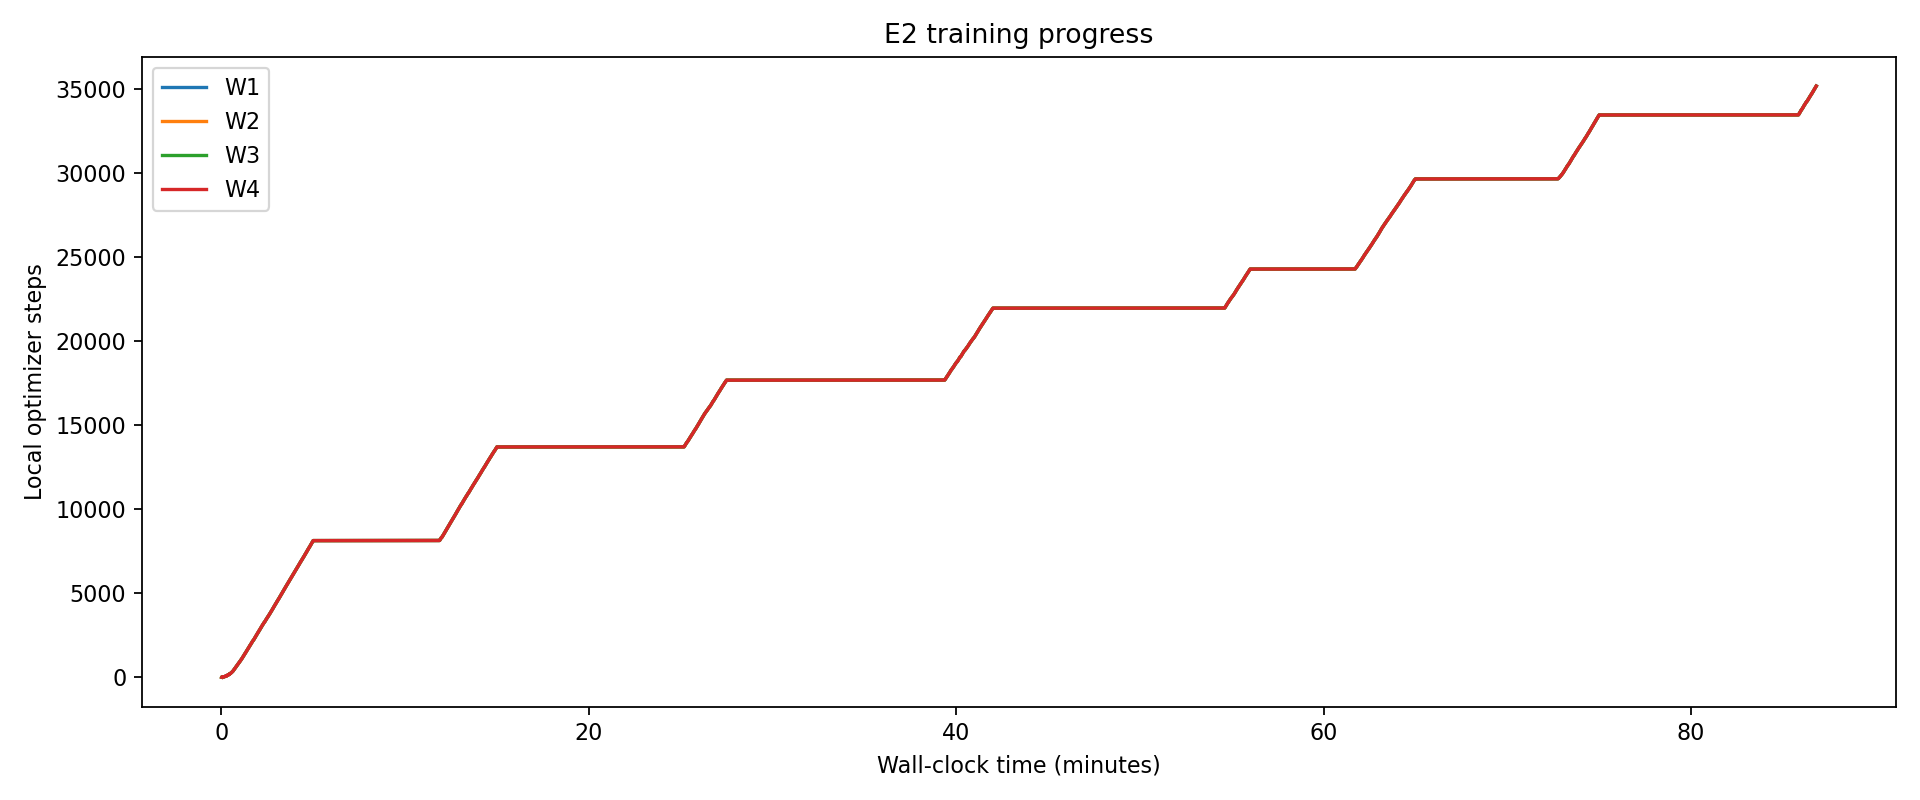 E2 training progress
W1
W2
W3
W4
Local optimizer steps
35000
30000
25000
20000
15000
10000
5000
0
0 20 40 60 80
Wall-clock time (minutes)